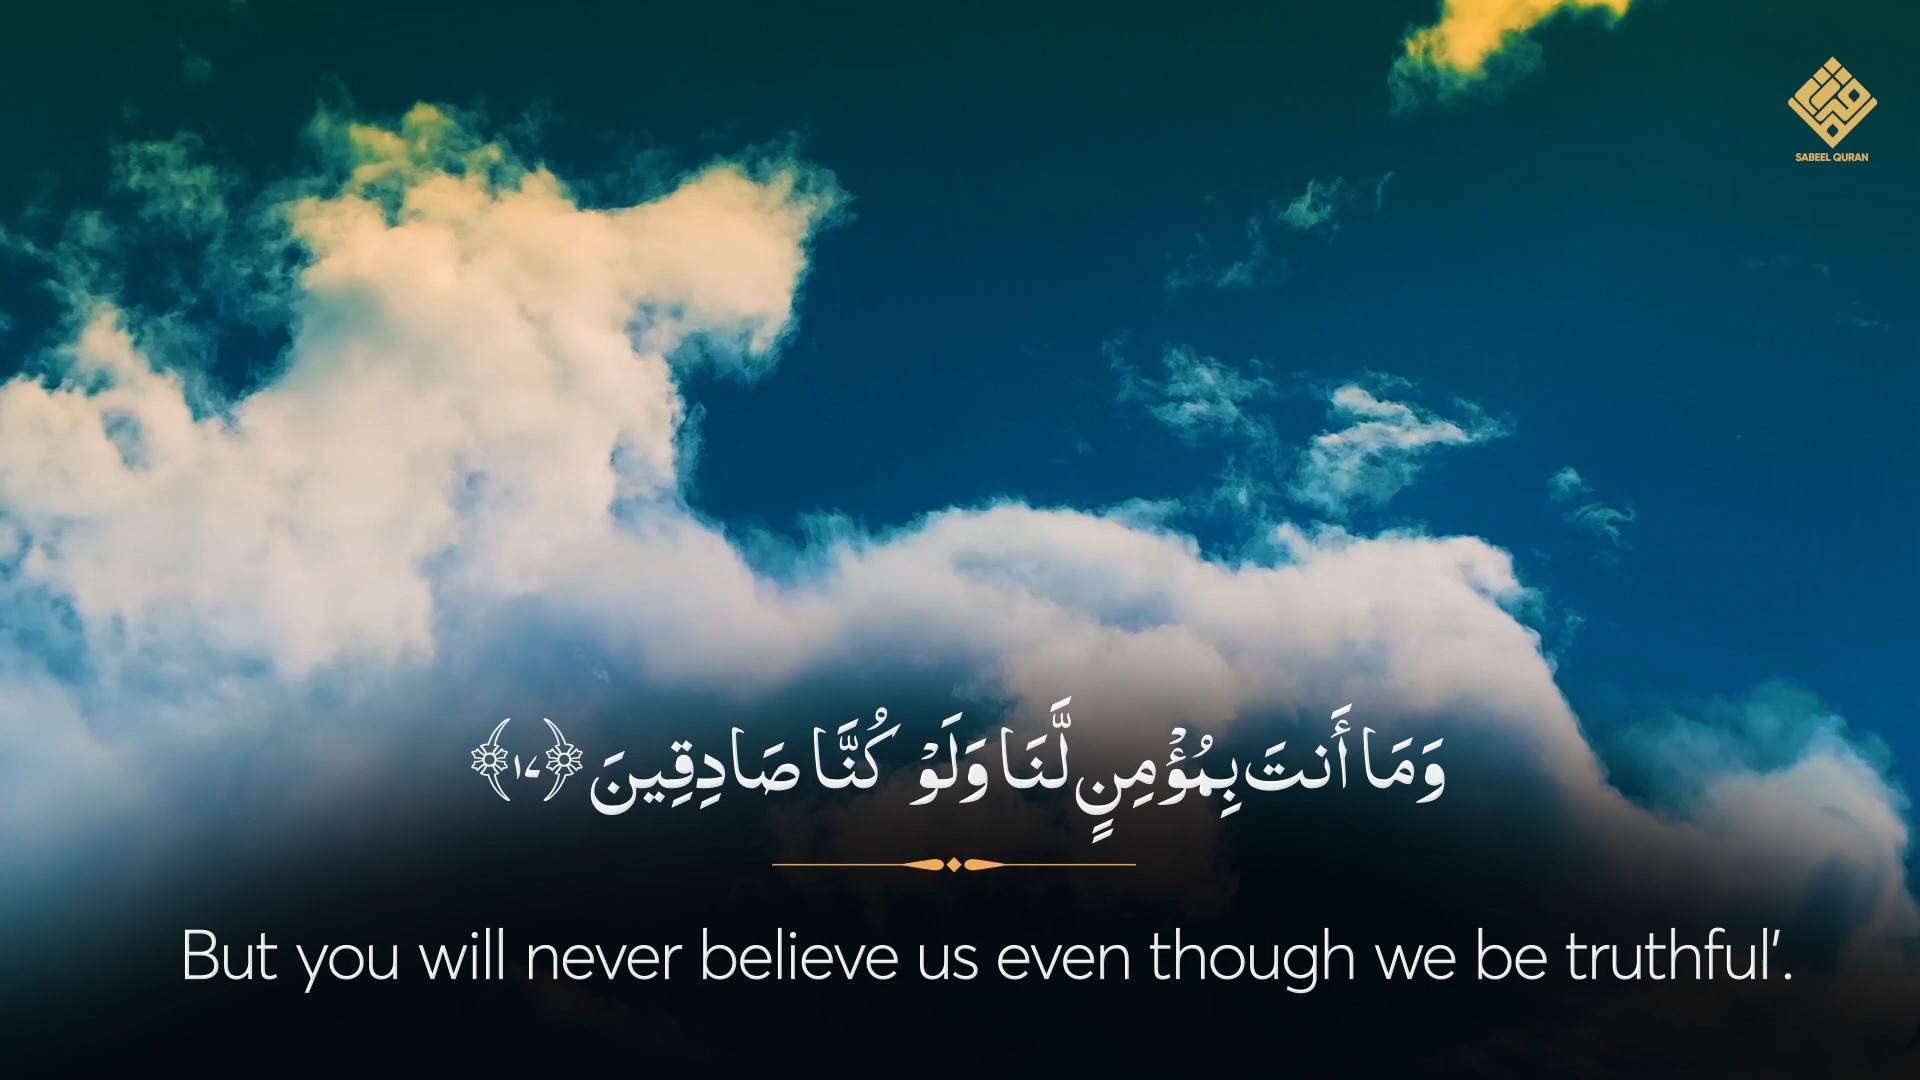 SABEEL QURAN
وَمَا أَنتَ بِمُؤْمِنٍ لَّنَا وَلَوْ كُنَّا صَادِقِينَ ﴿١٧﴾
But you will never believe us even though we be truthful’.